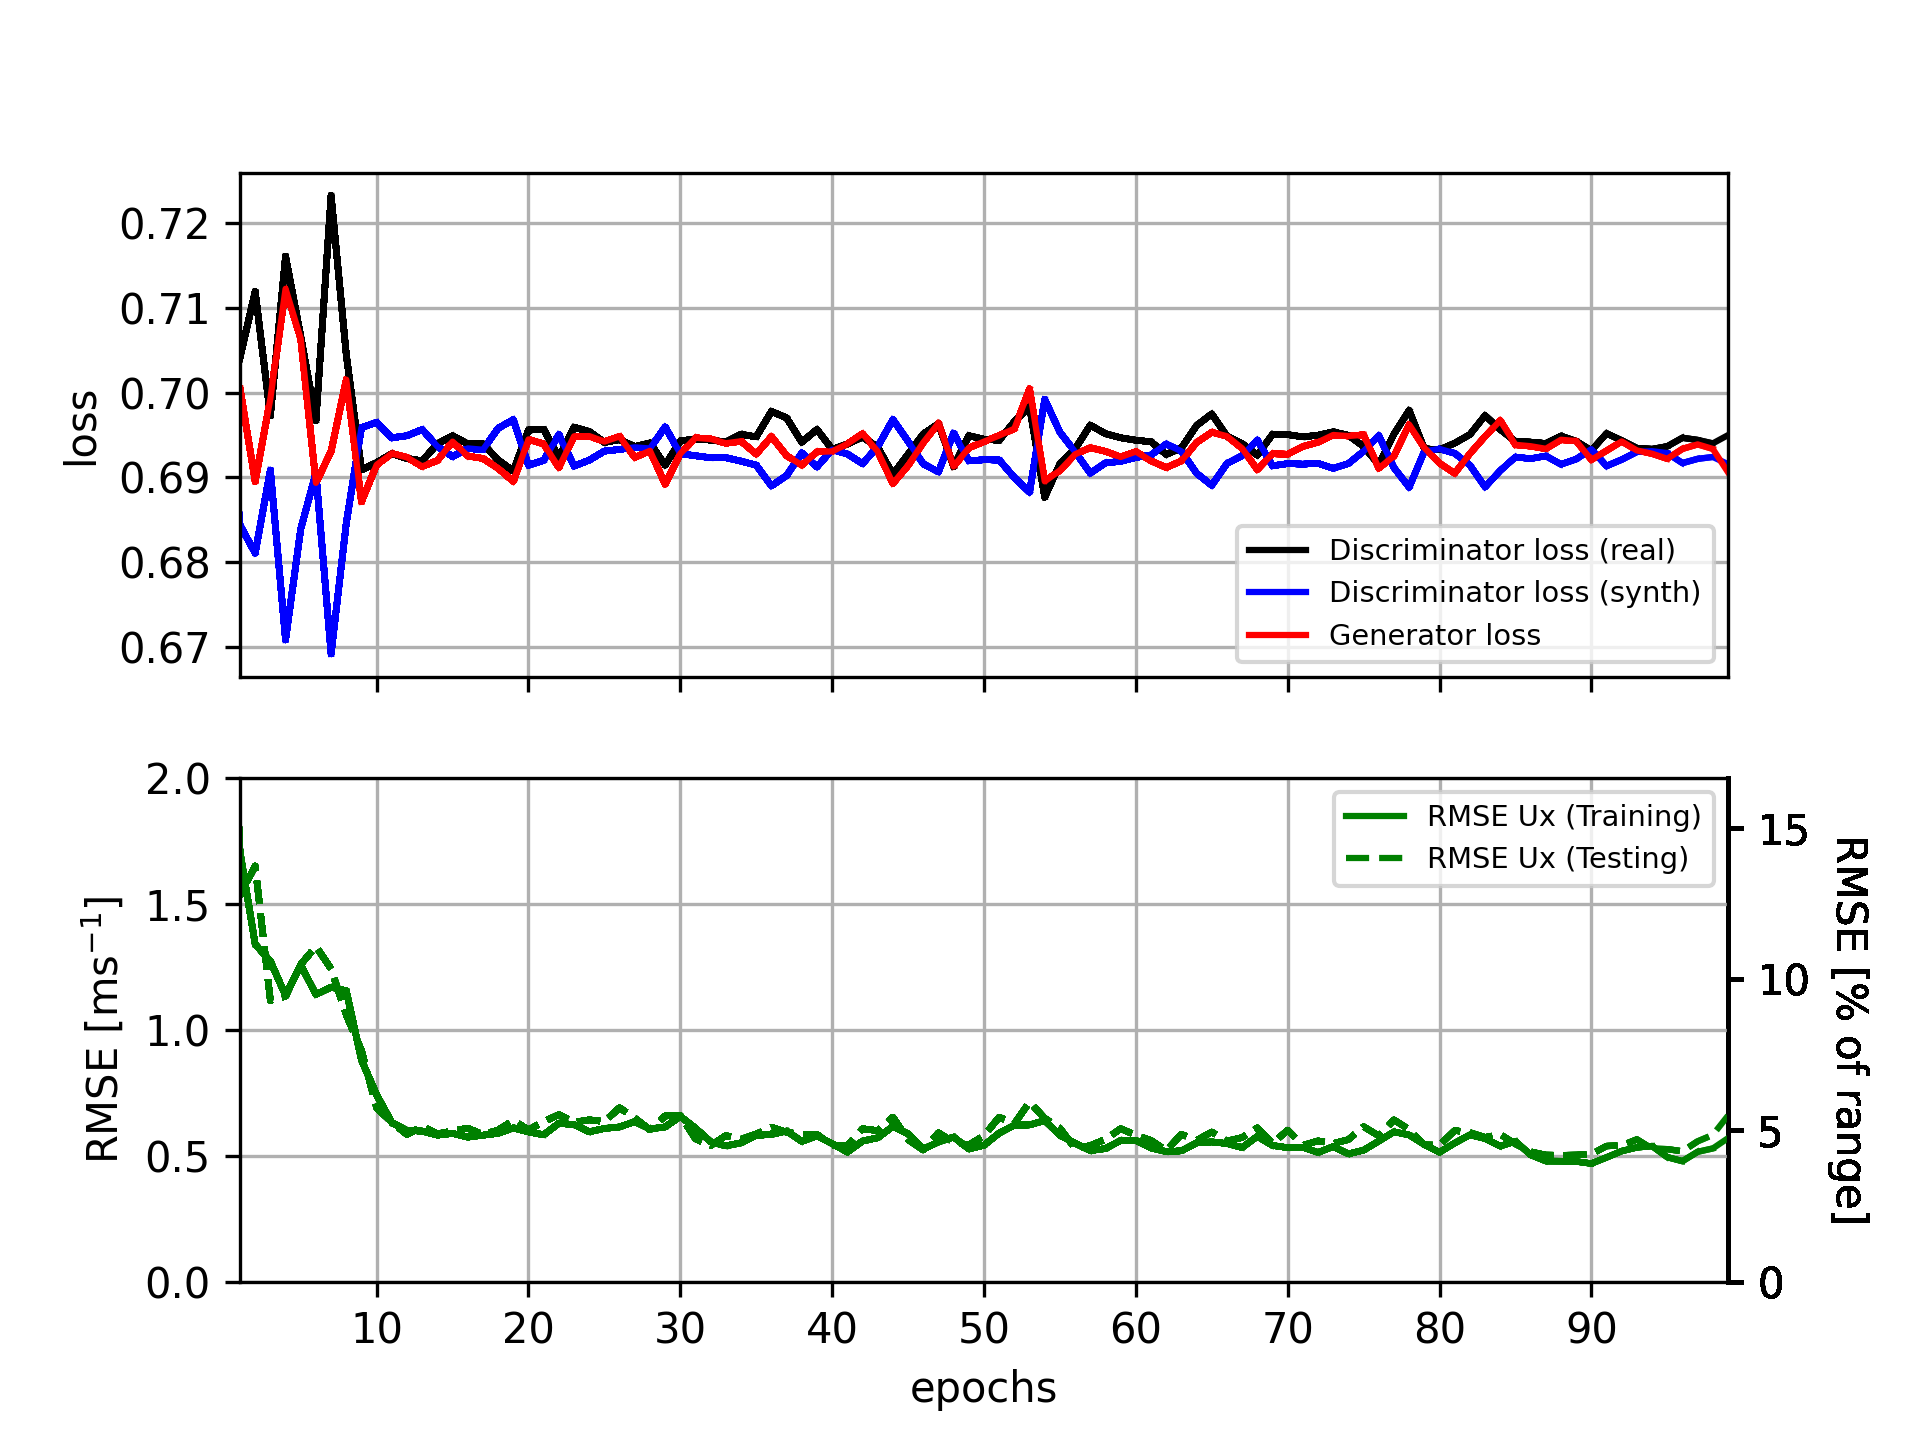 0.72
0.71
0.70
0.69
0.68
0.67
loss
Discriminator loss (real)
Discriminator loss (synth)
Generator loss
2.0
1.5
1.0
0.5
0.0
RMSE [ms⁻¹]
RMSE Ux (Training)
RMSE Ux (Testing)
15
10
5
0
RMSE [% of range]
10 20 30 40 50 60 70 80 90
epochs